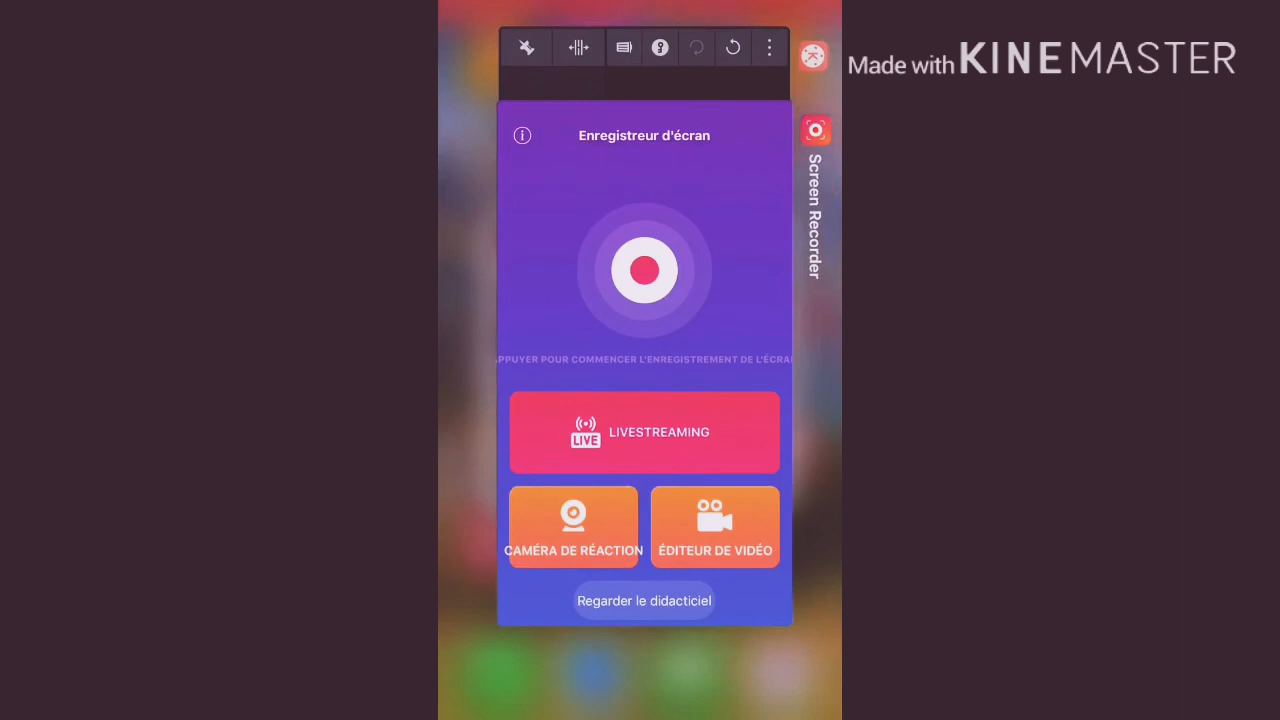 Made with KINEMASTER
Enregistreur d'écran
Screen Recorder
PPUYER POUR COMMENCER L'ENREGISTREMENT DE L'ÉCRA
LIVE LIVESTREAMING
CAMÉRA DE RÉACTION
ÉDITEUR DE VIDÉO
Regarder le didacticiel